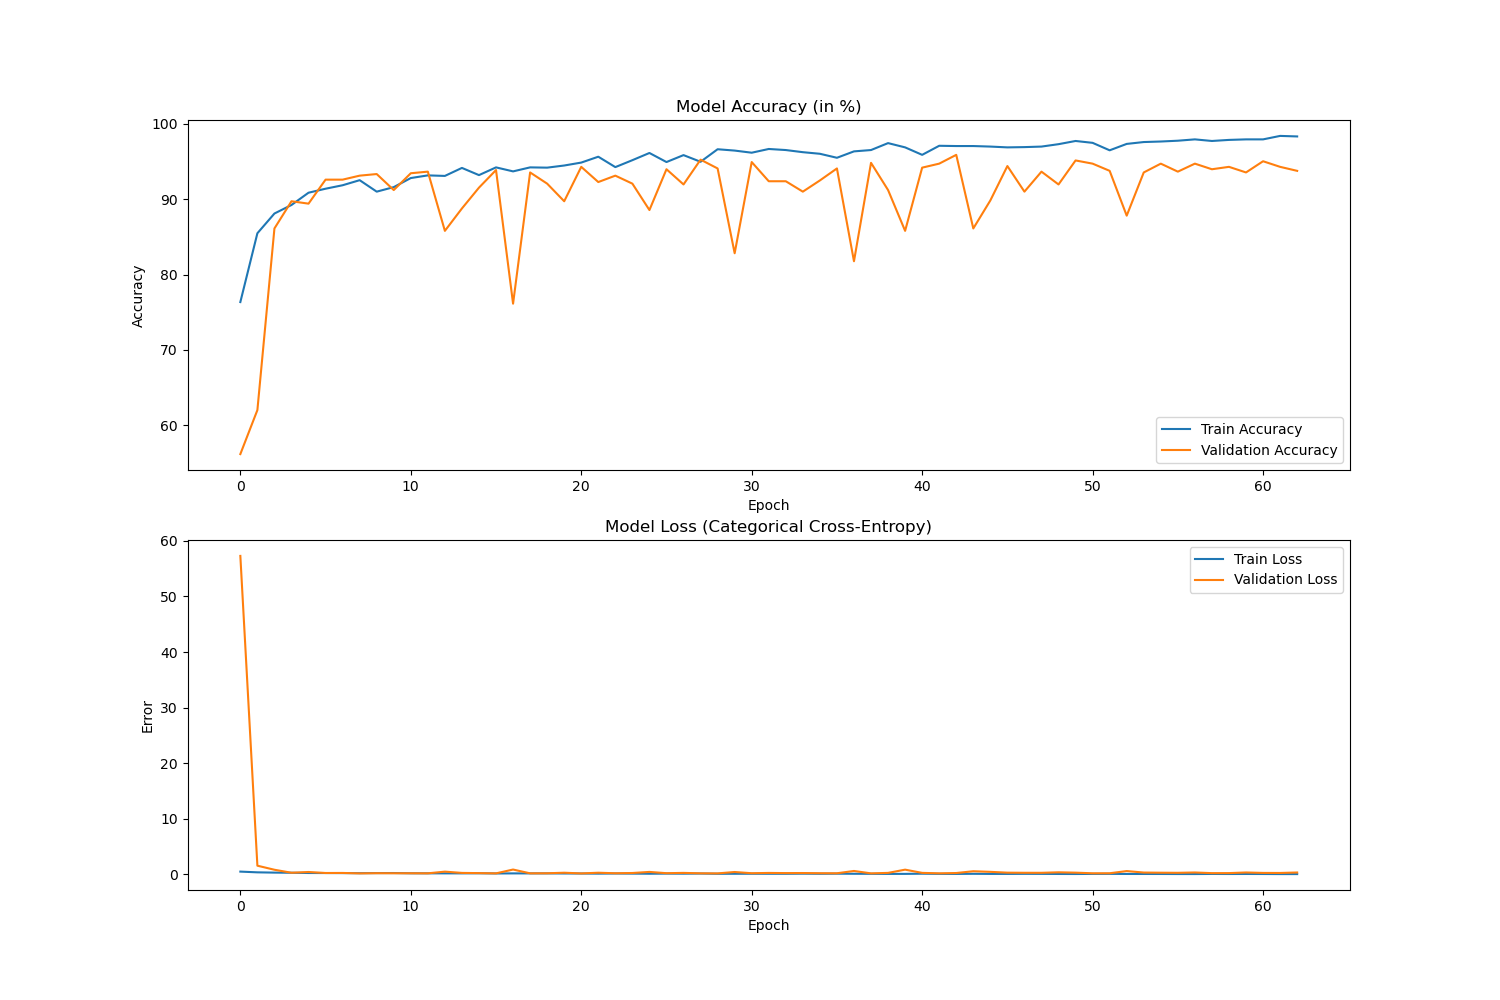 Model Accuracy (in %)
100
90
80
70
60
Accuracy
Train Accuracy
Validation Accuracy
0 10 20 30 40 50 60
Epoch
Model Loss (Categorical Cross-Entropy)
60
50
40
30
20
10
0
Error
Train Loss
Validation Loss
0 10 20 30 40 50 60
Epoch